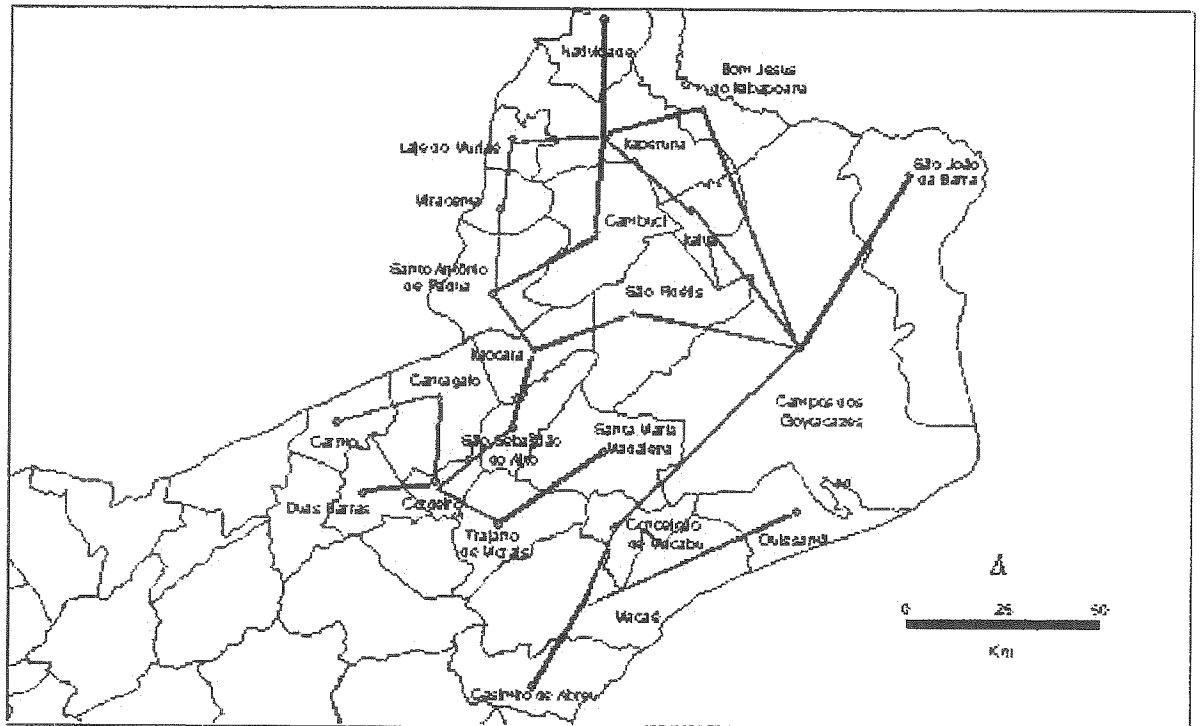 Natividade
Bom Jesus
do Itabapoana
Laje do Muriaé
Itaperuna
São João
da Barra
Miracema
Cambuci
Italva
Santo Antônio
de Pádua
São Fidélis
Itaocara
Cantagalo
Campos dos
Goytacazes
Carmo
São Sebastião
do Alto
Santa Maria
Madalena
Duas Barras
Cordeiro
Trajano
de Morais
Conceição
de Macabu
Quissamã
Macaé
0 25 50
Km
Casimiro de Abreu